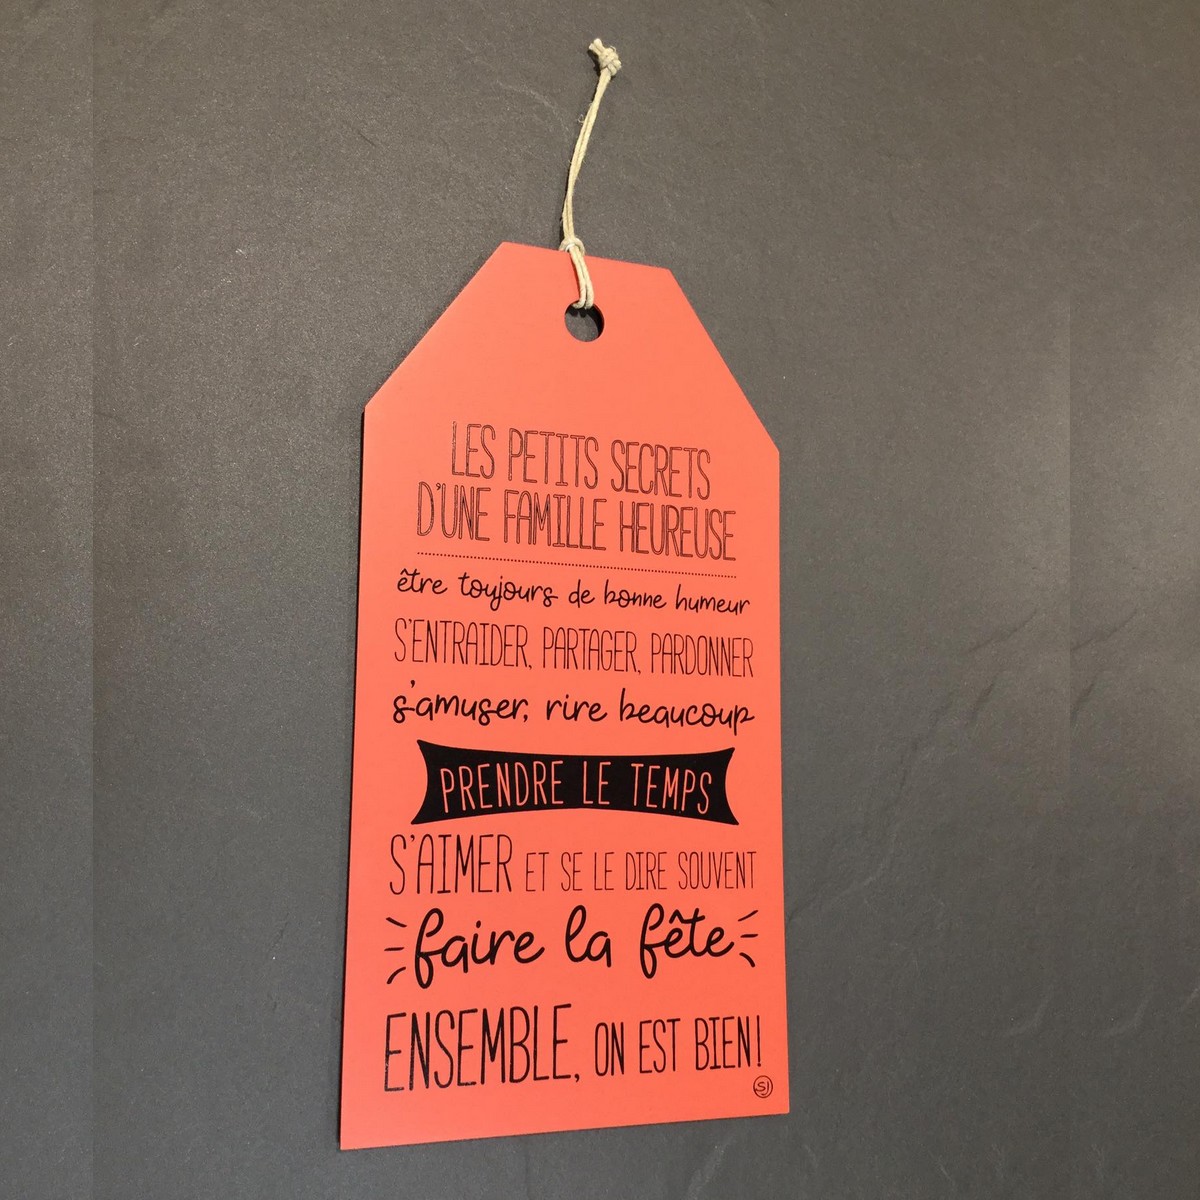 LES PETITS SECRETS
D'UNE FAMILLE HEUREUSE
être toujours de bonne humeur
S'ENTRAIDER, PARTAGER, PARDONNER
s'amuser, rire beaucoup
PRENDRE LE TEMPS
S'AIMER ET SE LE DIRE SOUVENT
faire la fête
ENSEMBLE, ON EST BIEN!
SJ